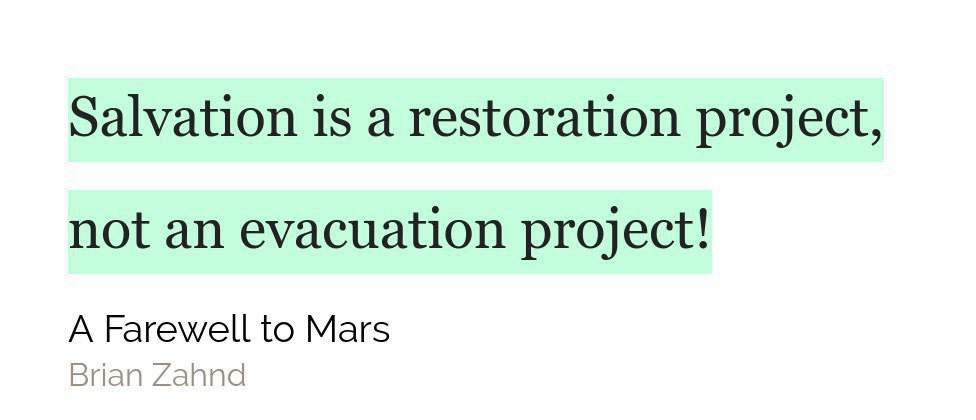 Salvation is a restoration project,
not an evacuation project!
A Farewell to Mars
Brian Zahnd